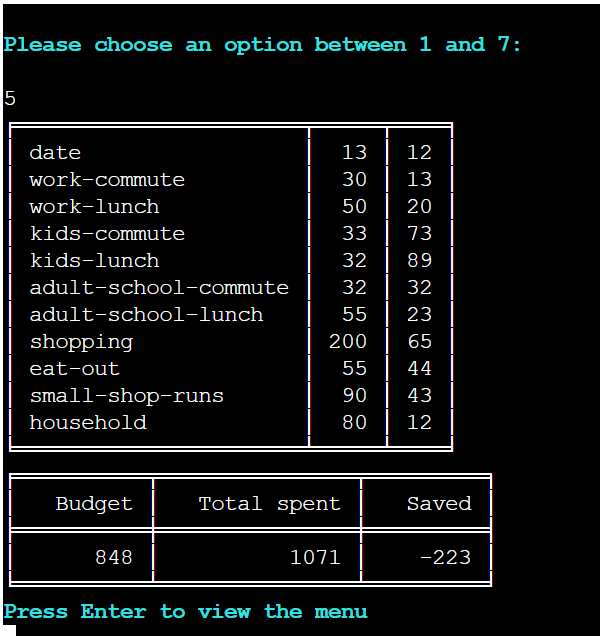 Please choose an option between 1 and 7:
5
date 13 12
work-commute 30 13
work-lunch 50 20
kids-commute 33 73
kids-lunch 32 89
adult-school-commute 32 32
adult-school-lunch 55 23
shopping 200 65
eat-out 55 44
small-shop-runs 90 43
household 80 12
Budget Total spent Saved
848 1071 -223
Press Enter to view the menu